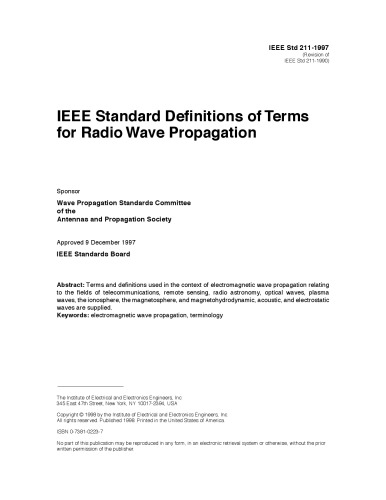 IEEE Std 211-1997
(Revision of
IEEE Std 211-1990)
IEEE Standard Definitions of Terms
for Radio Wave Propagation
Sponsor
Wave Propagation Standards Committee
of the
Antennas and Propagation Society
Approved 9 December 1997
IEEE Standards Board
Abstract: Terms and definitions used in the context of electromagnetic wave propagation relating
to the fields of telecommunications, remote sensing, radio astronomy, optical waves, plasma
waves, the ionosphere, the magnetosphere, and magnetohydrodynamic, acoustic, and electrostatic
waves are supplied.
Keywords: electromagnetic wave propagation, terminology
The Institute of Electrical and Electronics Engineers, Inc.
345 East 47th Street, New York, NY 10017-2394, USA
Copyright © 1998 by the Institute of Electrical and Electronics Engineers, Inc.
All rights reserved. Published 1998. Printed in the United States of America.
ISBN 0-7381-0223-7
No part of this publication may be reproduced in any form, in an electronic retrieval system or otherwise, without the prior
written permission of the publisher.